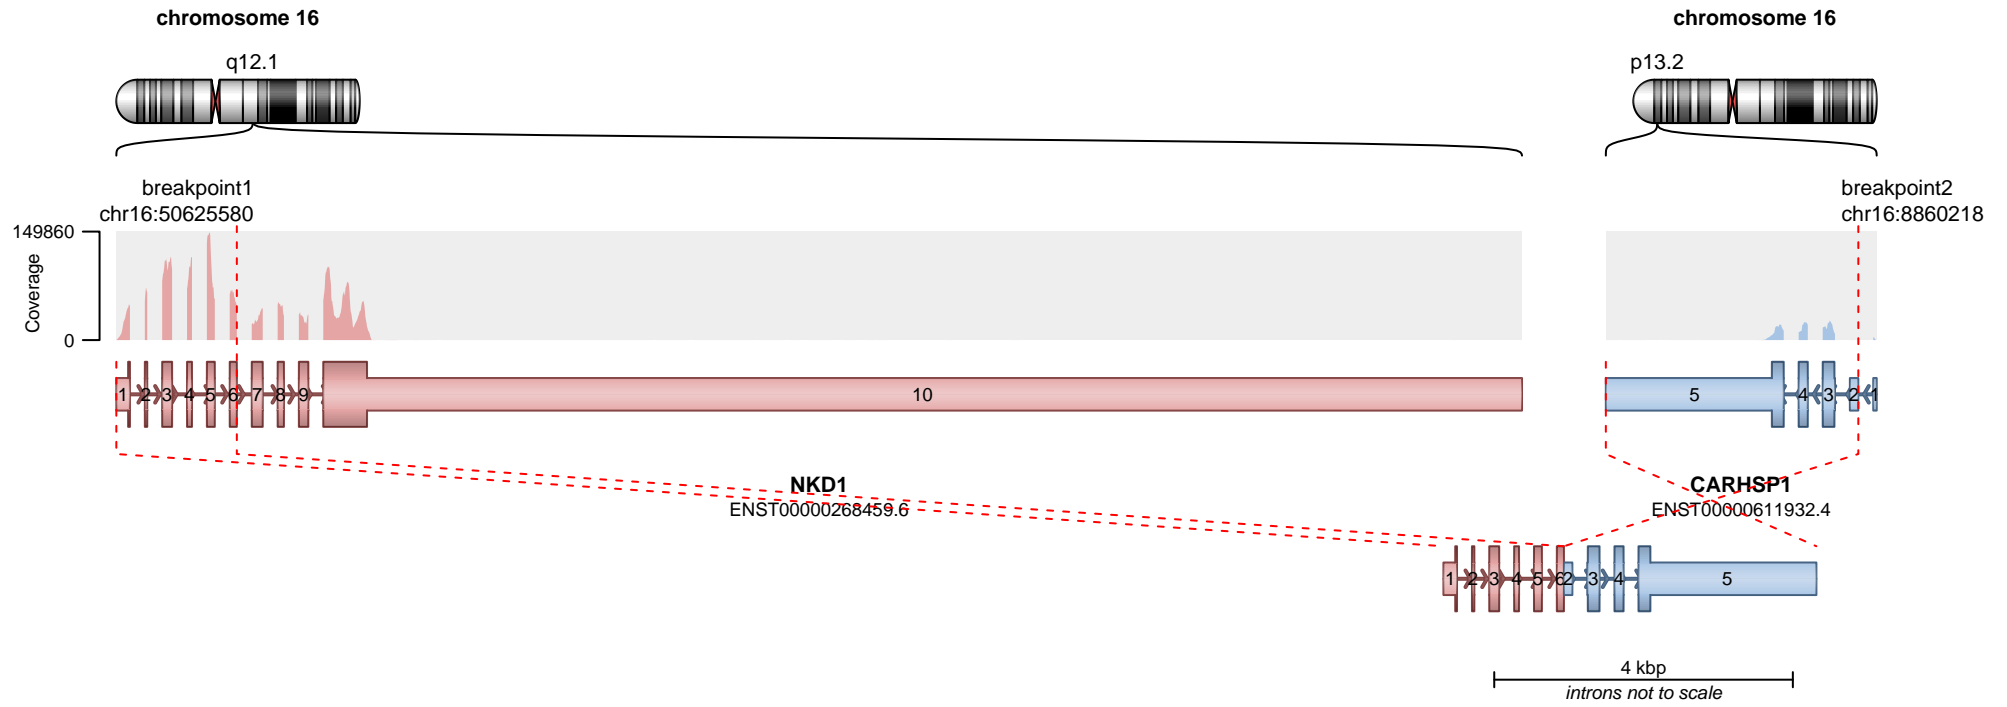 chromosome 16
chromosome 16
q12.1
p13.2
breakpoint1
chr16:50625580
breakpoint2
chr16:8860218
149860
Coverage
0
1 2 3 4 5 6 7 8 9 10
5 4 3 2 1
NKD1
ENST00000268459.6
CARHSP1
ENST00000611932.4
1 2 3 4 5 6 2 3 4 5
4 kbp
introns not to scale